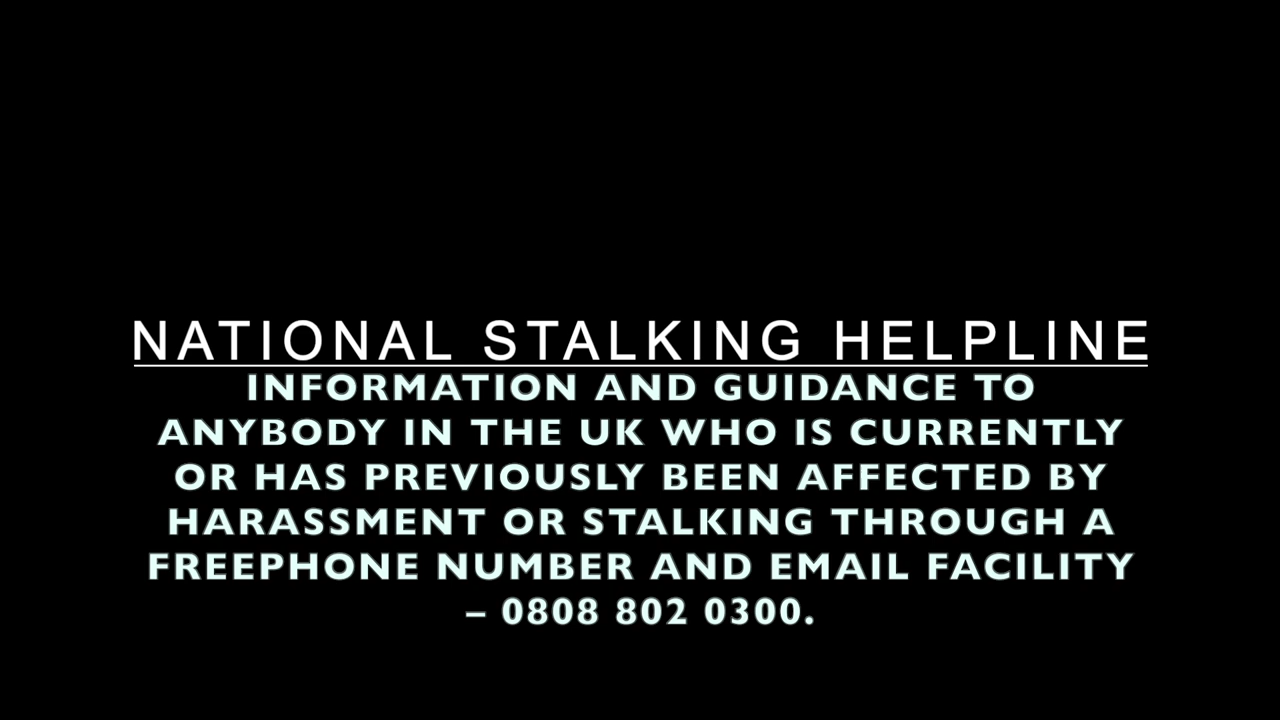 NATIONAL STALKING HELPLINE
INFORMATION AND GUIDANCE TO
ANYBODY IN THE UK WHO IS CURRENTLY
OR HAS PREVIOUSLY BEEN AFFECTED BY
HARASSMENT OR STALKING THROUGH A
FREEPHONE NUMBER AND EMAIL FACILITY
– 0808 802 0300.